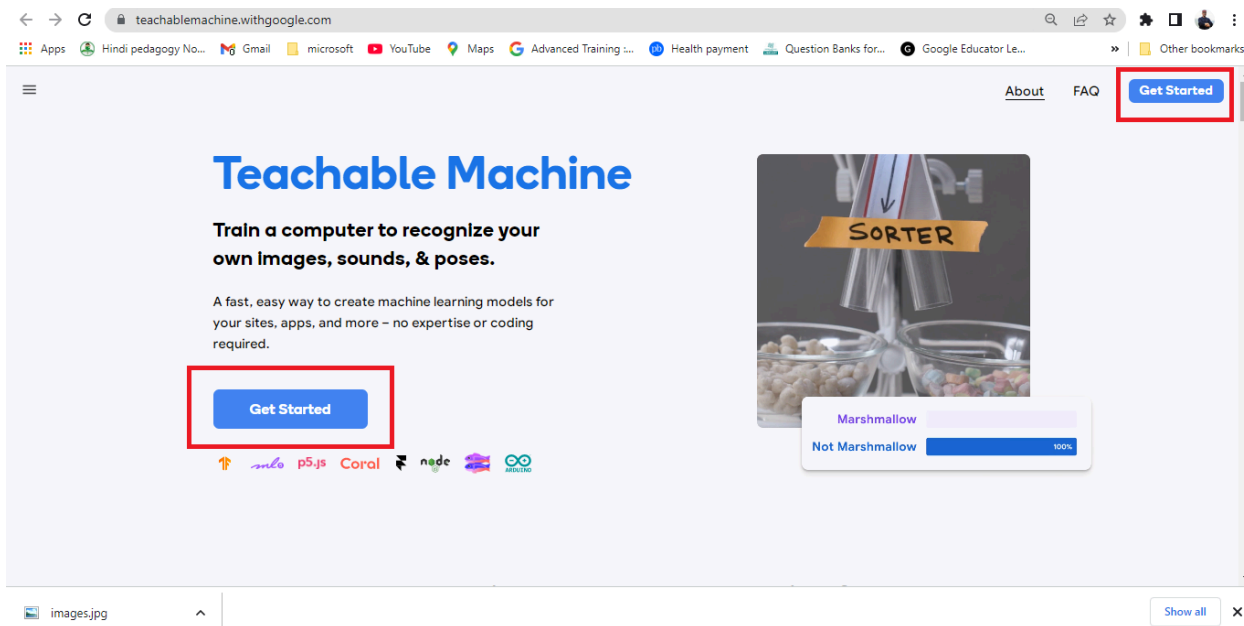 teachablemachine.withgoogle.com
Apps Hindi pedagogy No... Gmail microsoft YouTube Maps Advanced Training :... Health payment Question Banks for... Google Educator Le... » Other bookmarks
About FAQ Get Started
Teachable Machine
Train a computer to recognize your
own images, sounds, & poses.
A fast, easy way to create machine learning models for
your sites, apps, and more – no expertise or coding
required.
Get Started
p5.js Coral node ARDUINO
SORTER
Marshmallow
Not Marshmallow 100%
images.jpg Show all